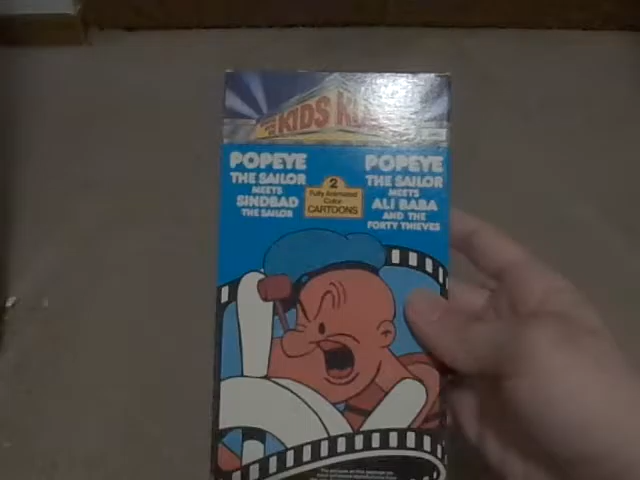 KIDS KL
POPEYE
THE SAILOR
MEETS
SINDBAD
THE SAILOR
2
Fully Animated
Color
CARTOONS
POPEYE
THE SAILOR
MEETS
ALI BABA
AND THE
FORTY THIEVES